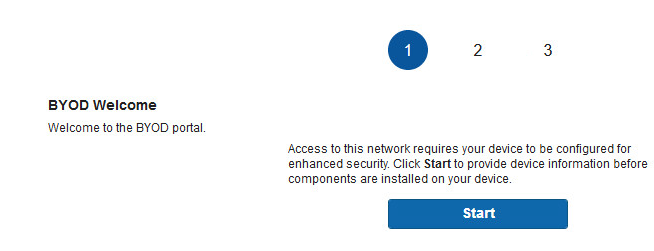 1 2 3
BYOD Welcome
Welcome to the BYOD portal.
Access to this network requires your device to be configured for
enhanced security. Click Start to provide device information before
components are installed on your device.
Start